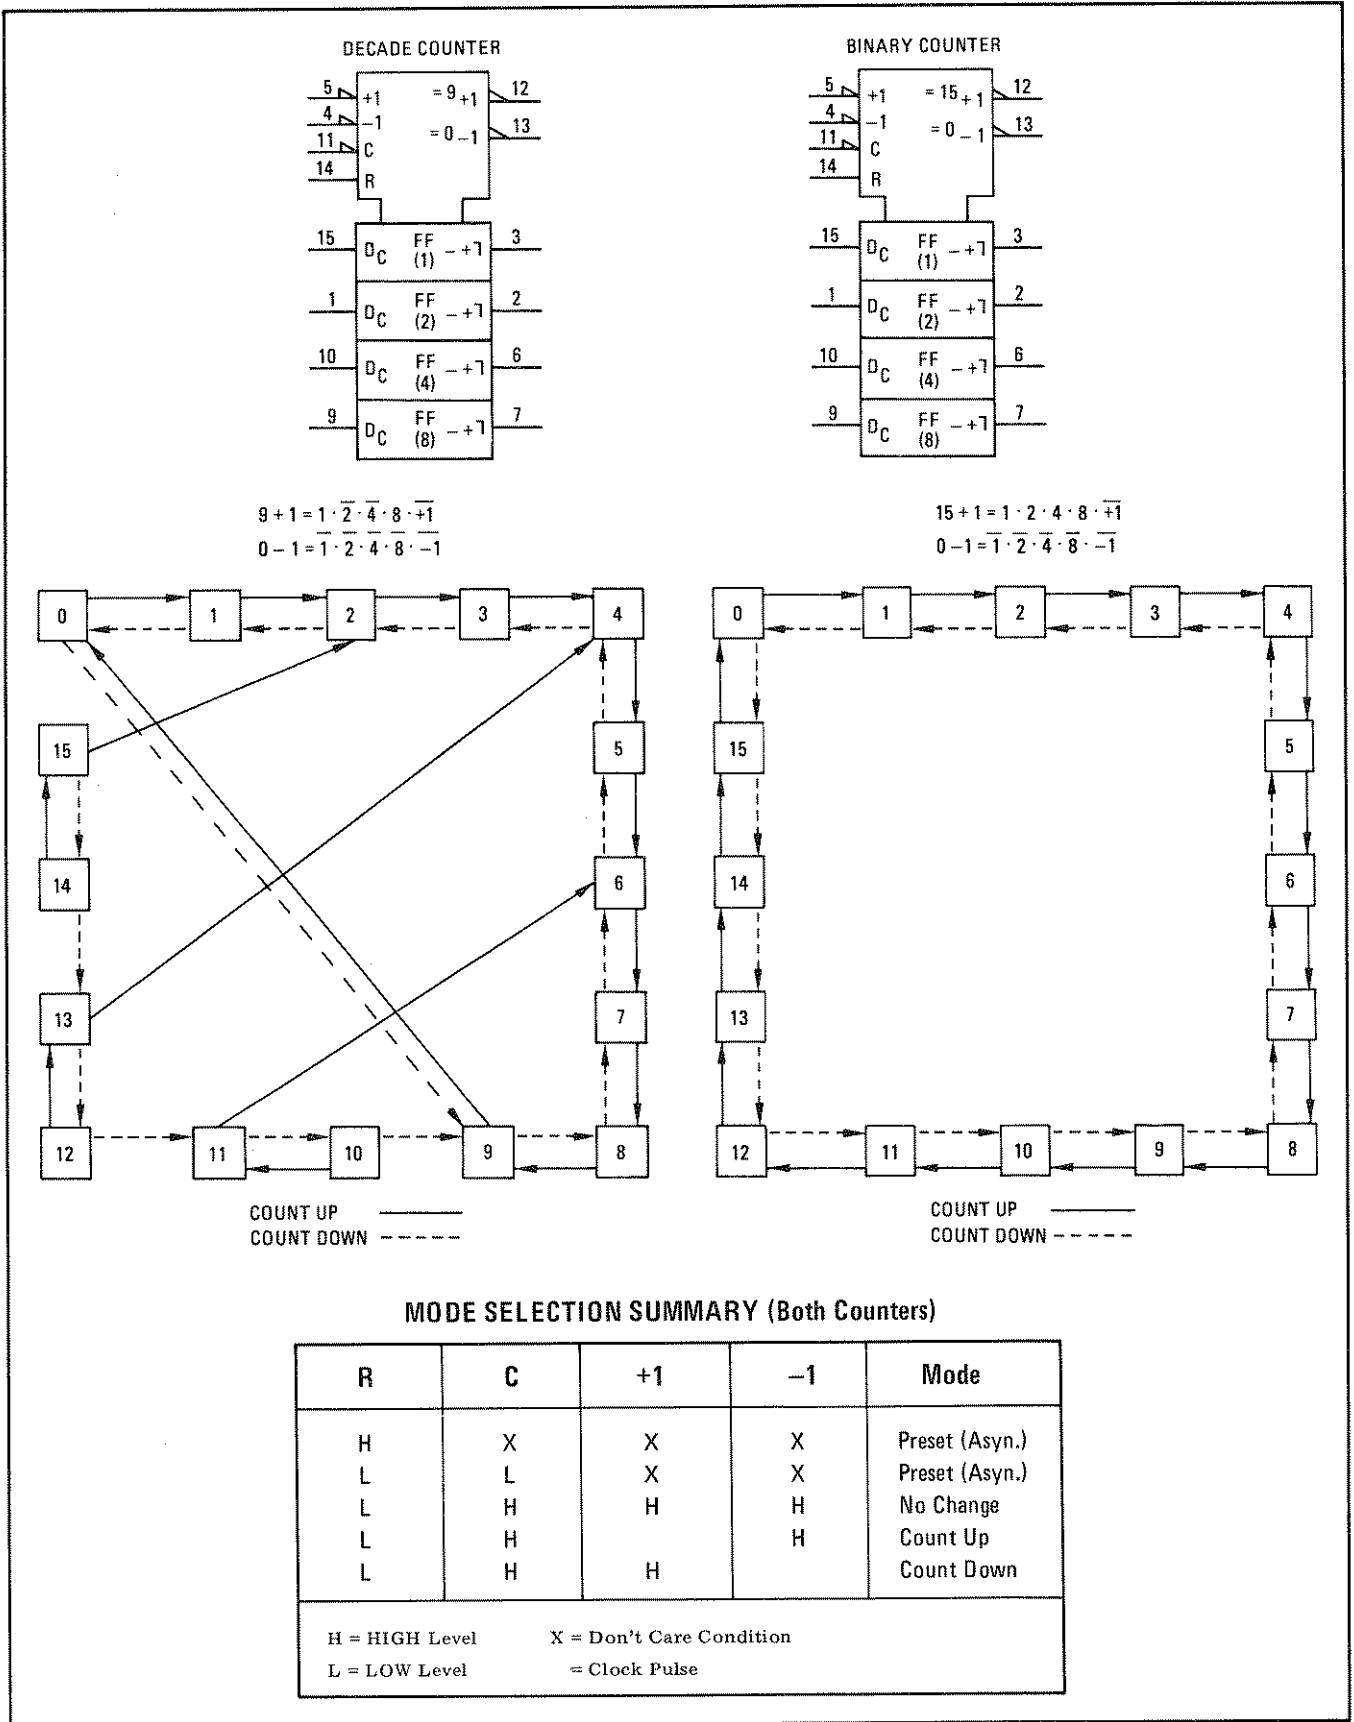 DECADE COUNTER
5 +1 = 9 +1 12
4 −1 = 0 −1 13
11 C
14 R
15 DC FF (1) − + ┐ 3
1 DC FF (2) − + ┐ 2
10 DC FF (4) − + ┐ 6
9 DC FF (8) − + ┐ 7
9 + 1 = 1 · 2̅ · 4̅ · 8 · +̅1̅
0 − 1 = 1̅ · 2̅ · 4̅ · 8̅ · −̅1̅
BINARY COUNTER
5 +1 = 15 +1 12
4 −1 = 0 −1 13
11 C
14 R
15 DC FF (1) − + ┐ 3
1 DC FF (2) − + ┐ 2
10 DC FF (4) − + ┐ 6
9 DC FF (8) − + ┐ 7
15 + 1 = 1 · 2 · 4 · 8 · +̅1̅
0 − 1 = 1̅ · 2̅ · 4̅ · 8̅ · −̅1̅
0 1 2 3 4
15 5
14 6
13 7
12 11 10 9 8
COUNT UP
COUNT DOWN
0 1 2 3 4
15 5
14 6
13 7
12 11 10 9 8
COUNT UP
COUNT DOWN
MODE SELECTION SUMMARY (Both Counters)
R C +1 −1 Mode
H X X X Preset (Asyn.)
L L X X Preset (Asyn.)
L H H H No Change
L H H Count Up
L H H Count Down
H = HIGH Level X = Don't Care Condition
L = LOW Level = Clock Pulse